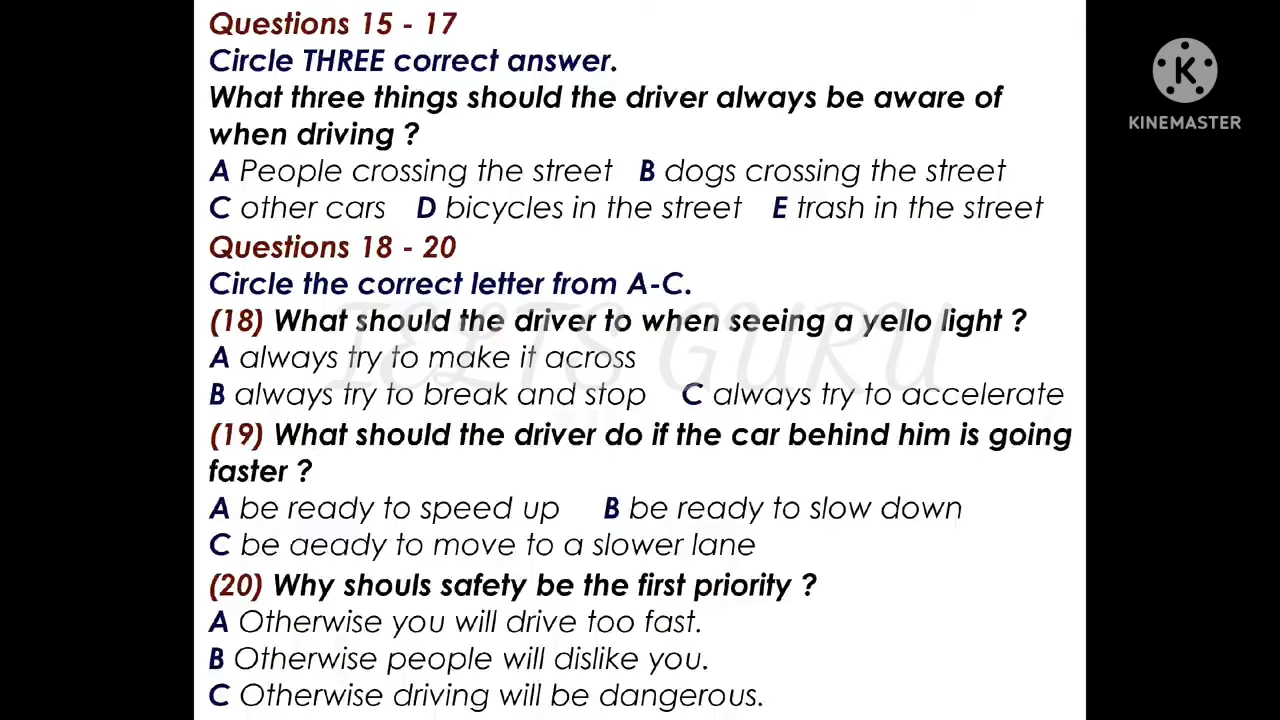 Questions 15 - 17
Circle THREE correct answer.
What three things should the driver always be aware of
when driving ?
A People crossing the street B dogs crossing the street
C other cars D bicycles in the street E trash in the street
Questions 18 - 20
Circle the correct letter from A-C.
(18) What should the driver to when seeing a yello light ?
A always try to make it across
B always try to break and stop C always try to accelerate
(19) What should the driver do if the car behind him is going
faster ?
A be ready to speed up B be ready to slow down
C be aeady to move to a slower lane
(20) Why shouls safety be the first priority ?
A Otherwise you will drive too fast.
B Otherwise people will dislike you.
C Otherwise driving will be dangerous.
IELTS GURU
K
KINEMASTER